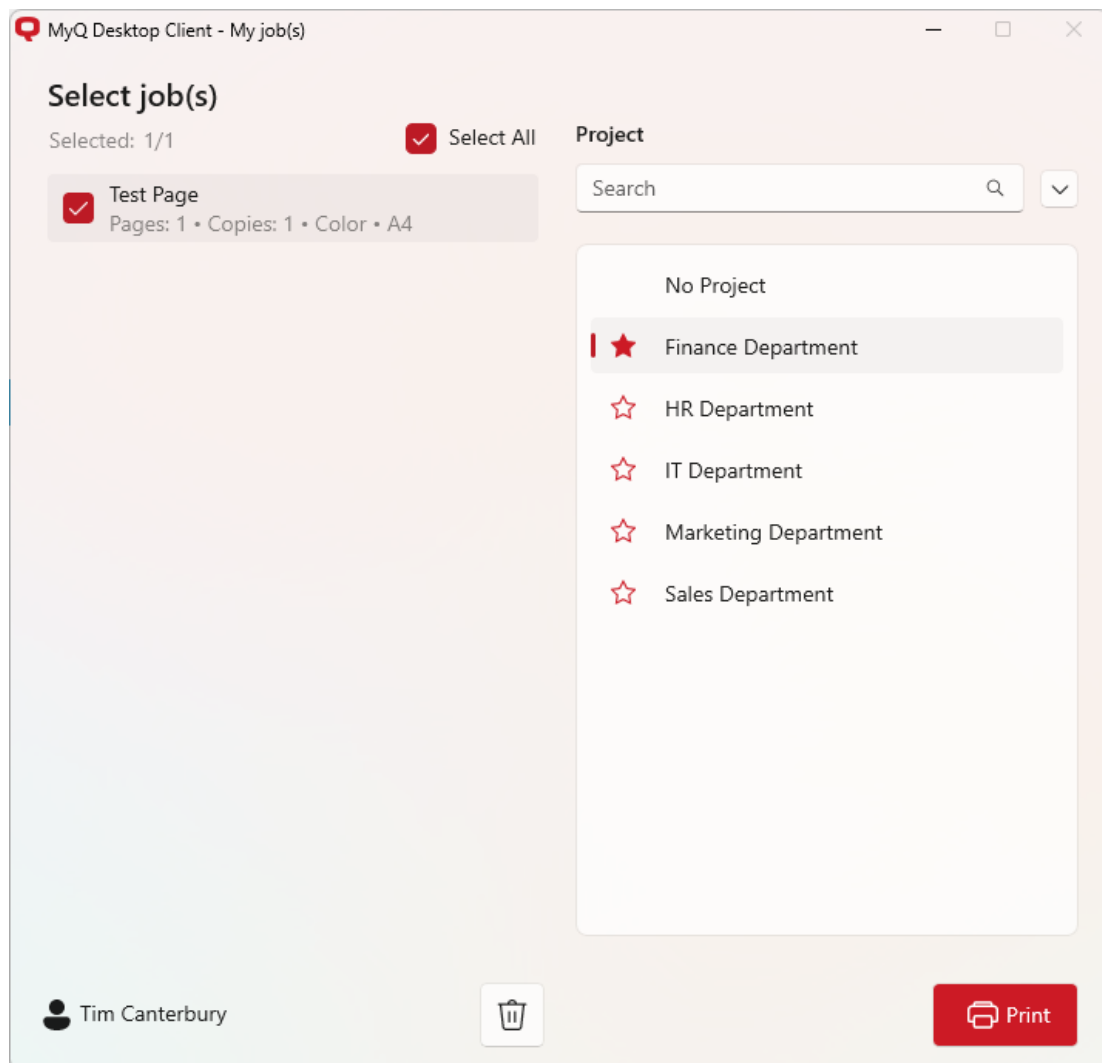 MyQ Desktop Client - My job(s)
Select job(s)
Selected: 1/1
Select All
Test Page
Pages: 1 • Copies: 1 • Color • A4
Project
Search
No Project
Finance Department
HR Department
IT Department
Marketing Department
Sales Department
Tim Canterbury
Print